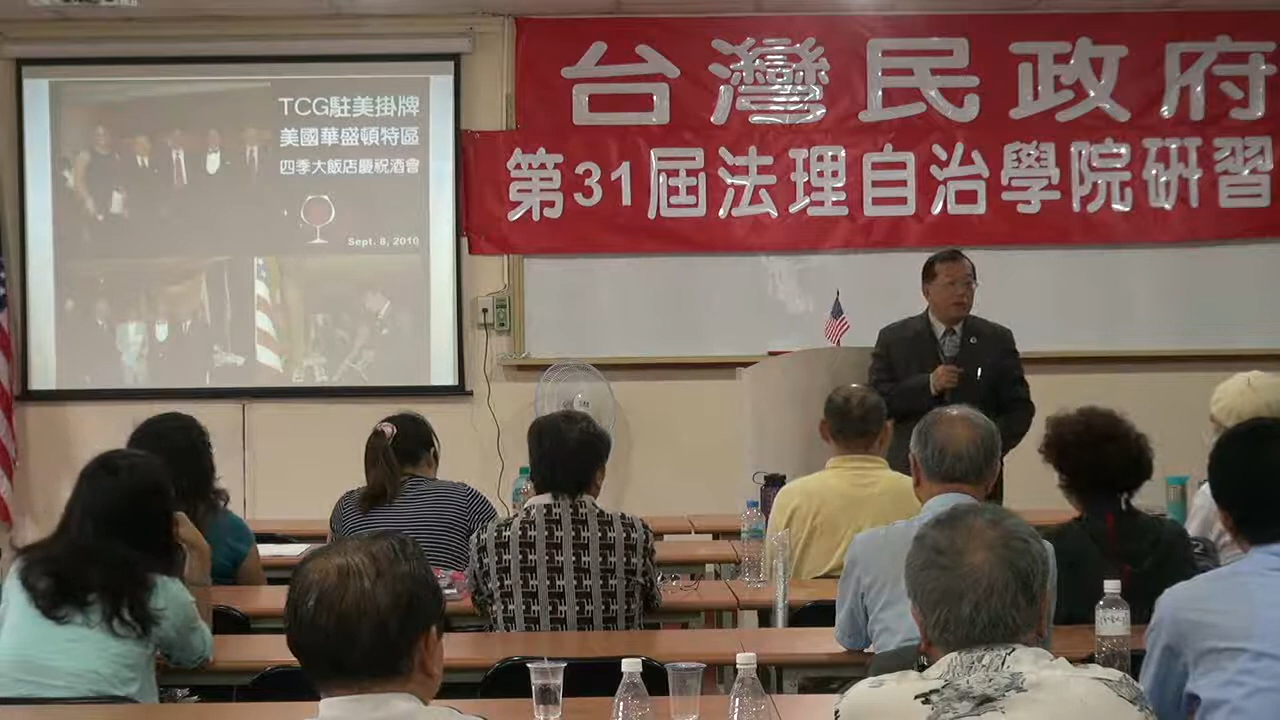 台灣民政府
第31屆法理自治學院研習
TCG駐美掛牌
美國華盛頓特區
四季大飯店慶祝酒會
Sept. 8, 2010